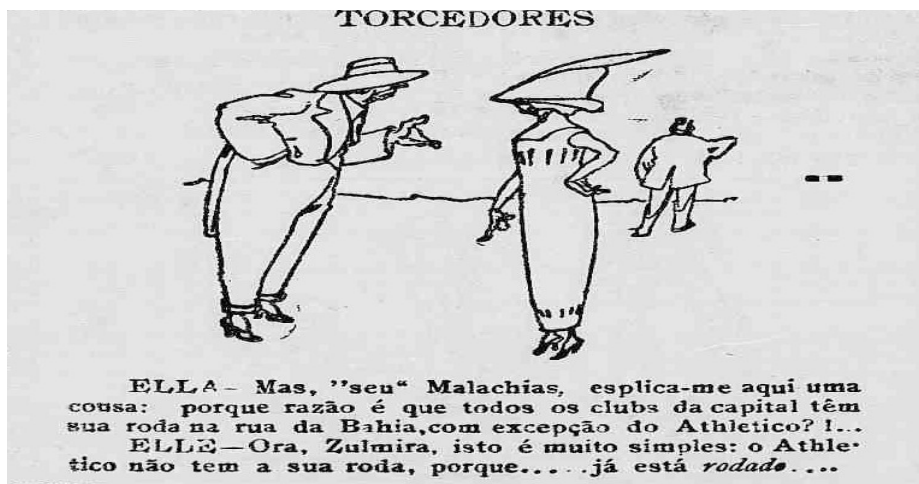 TORCEDORES
ELLA – Mas, "seu“ Malachias, esplica-me aqui uma
cousa: porque razão é que todos os clubs da capital têm
sua roda na rua da Bahia,com excepção do Athletico? !...
ELLE—Ora, Zulmira, isto é muito simples: o Athle-
tico não tem a sua roda, porque.....já está rodado....